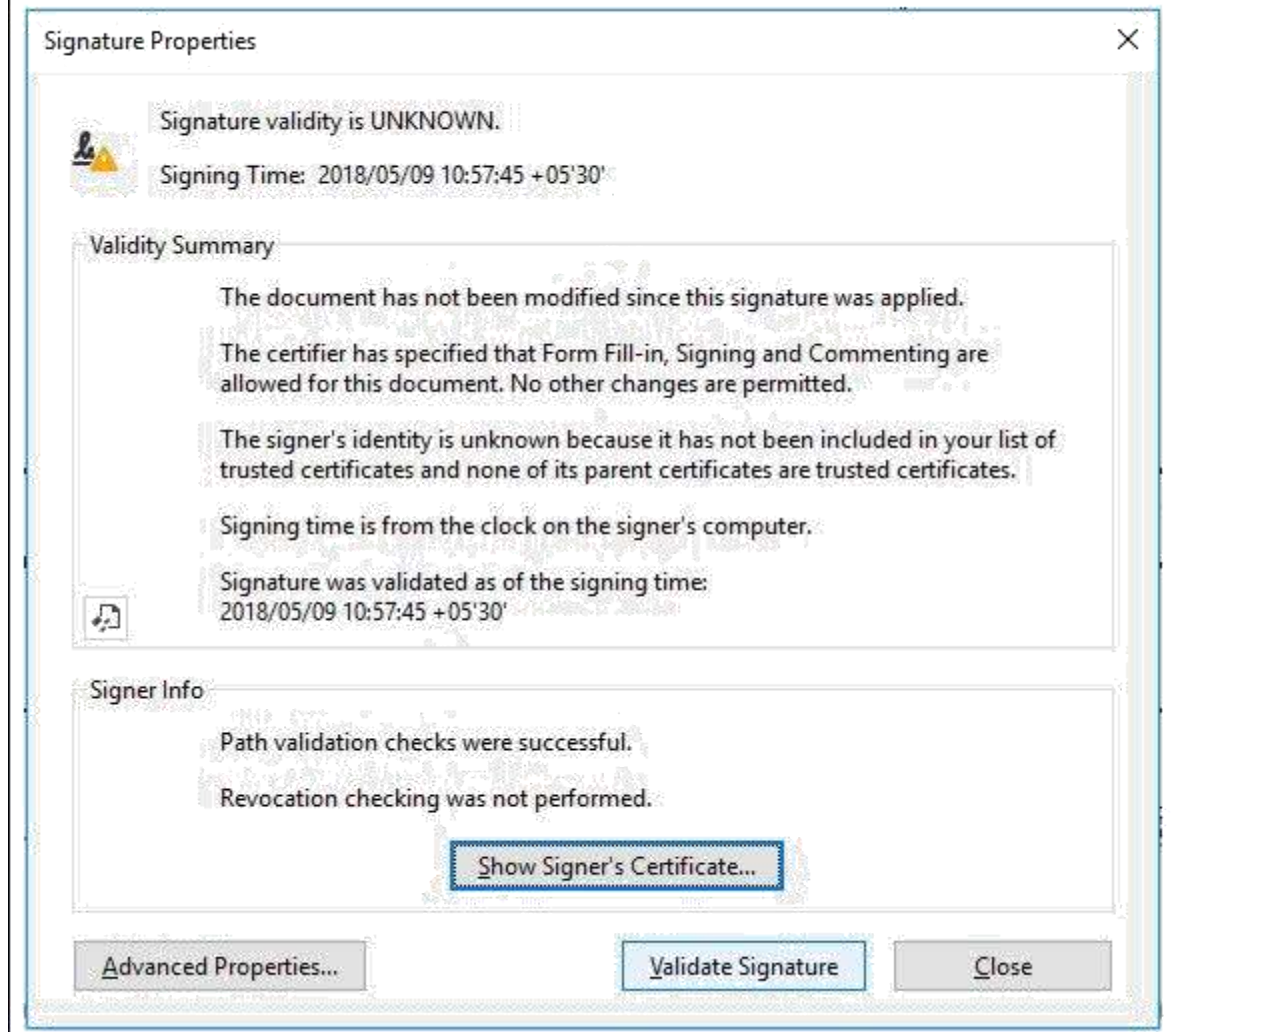 Signature Properties
Signature validity is UNKNOWN.
Signing Time: 2018/05/09 10:57:45 +05'30'
Validity Summary
The document has not been modified since this signature was applied.
The certifier has specified that Form Fill-in, Signing and Commenting are
allowed for this document. No other changes are permitted.
The signer's identity is unknown because it has not been included in your list of
trusted certificates and none of its parent certificates are trusted certificates.
Signing time is from the clock on the signer's computer.
Signature was validated as of the signing time:
2018/05/09 10:57:45 +05'30'
Signer Info
Path validation checks were successful.
Revocation checking was not performed.
Show Signer's Certificate...
Advanced Properties...
Validate Signature
Close